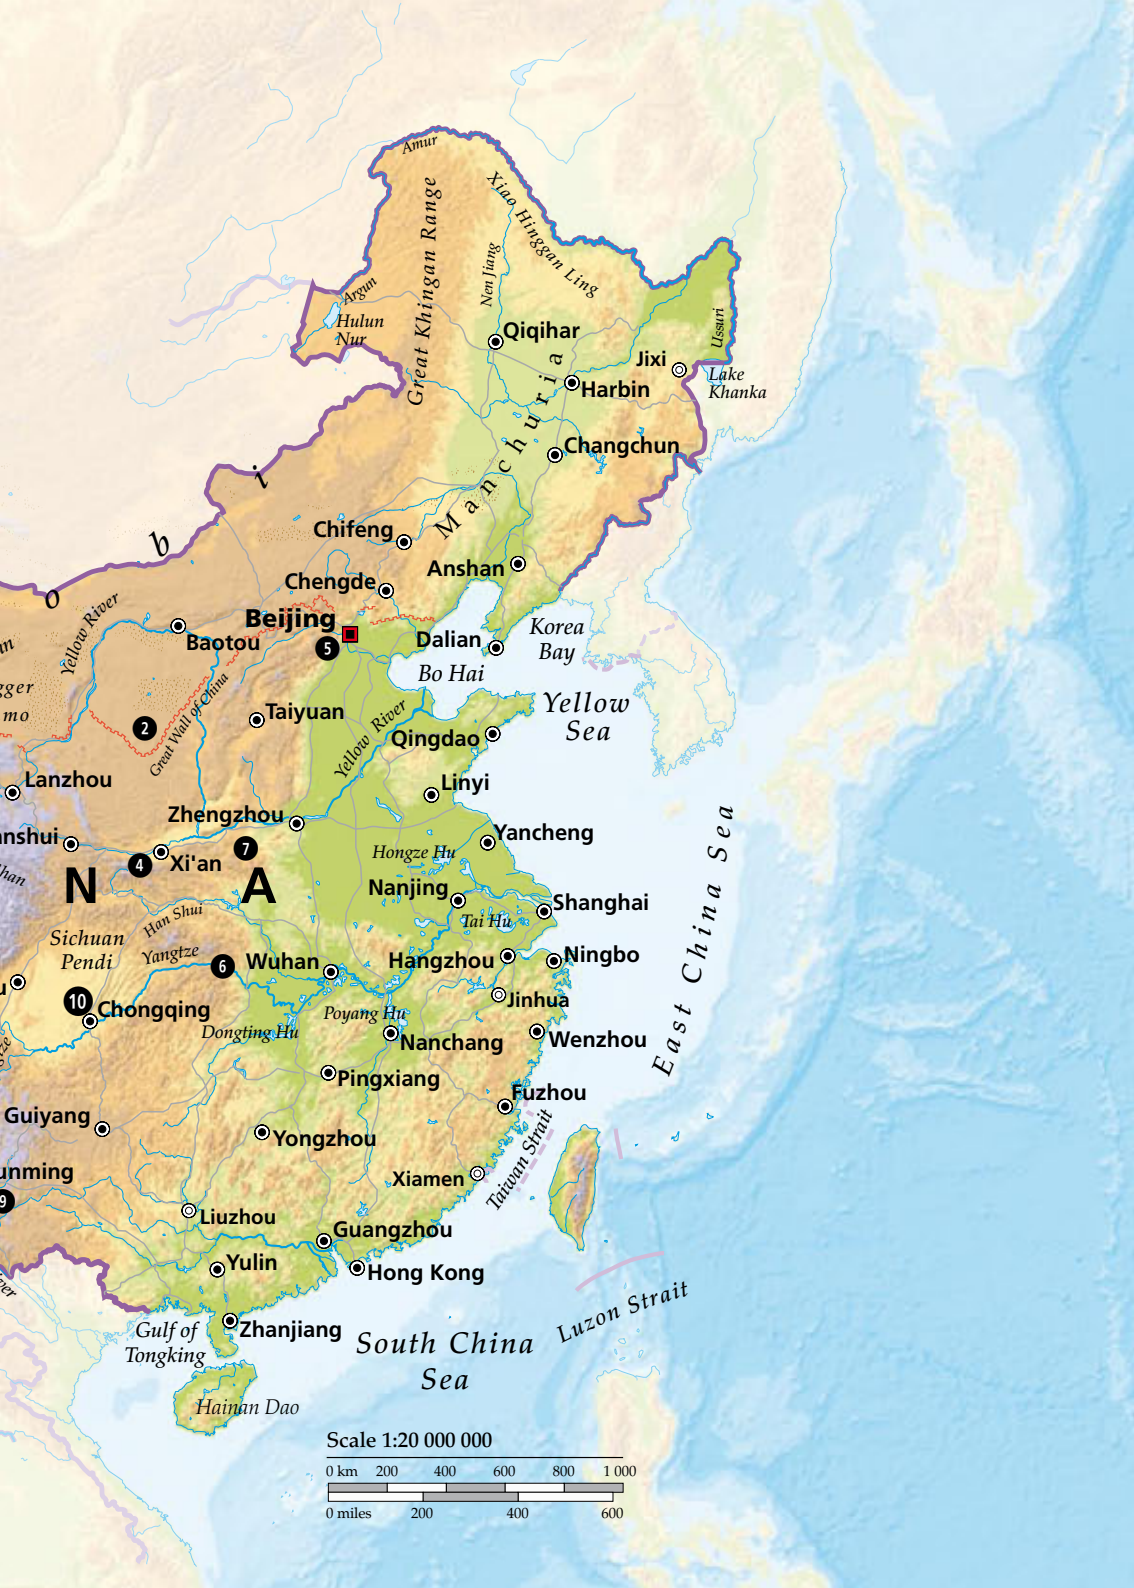 Amur
Xiao Hinggan Ling
Great Khingan Range
Nen Jiang
Argun
Hulun
Nur
Ussuri
Qiqihar
Jixi
Lake
Khanka
Harbin
Manchuria
Changchun
i
b
o
Chifeng
Anshan
Chengde
Beijing
5
Yellow River
Baotou
Dalian
Korea
Bay
Bo Hai
gger
mo
2
Great Wall of China
Taiyuan
Yellow River
Qingdao
Yellow
Sea
Lanzhou
Linyi
Zhengzhou
Yancheng
anshui
4
Xi'an
7
Hongze Hu
han
N
A
Nanjing
Shanghai
Han Shui
Tai Hu
East China Sea
Sichuan
Pendi
Yangtze
6
Wuhan
Hangzhou
Ningbo
u
10
Chongqing
Jinhua
Poyang Hu
Dongting Hu
Nanchang
Wenzhou
Pingxiang
Fuzhou
Guiyang
Yongzhou
Taiwan Strait
unming
9
Xiamen
Liuzhou
Guangzhou
Yulin
Hong Kong
Luzon Strait
Gulf of
Tongking
Zhanjiang
South China
Sea
Hainan Dao
Scale 1:20 000 000
0 km 200 400 600 800 1 000
0 miles 200 400 600